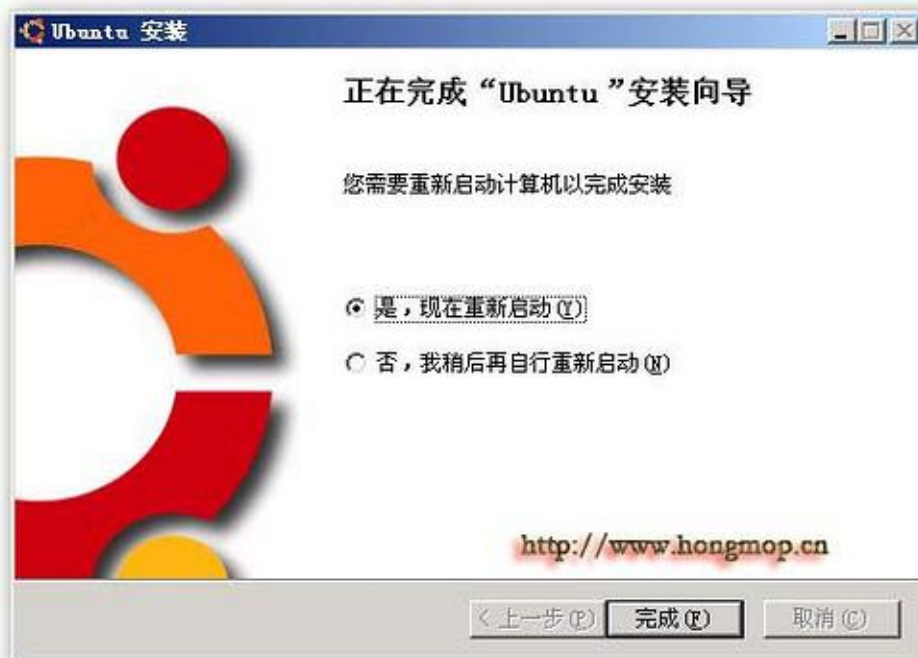 Ubuntu 安装
正在完成“Ubuntu”安装向导
您需要重新启动计算机以完成安装
是，现在重新启动(Y)
否，我稍后再自行重新启动(N)
http://www.hongmop.cn
< 上一步(P)
完成(F)
取消(C)